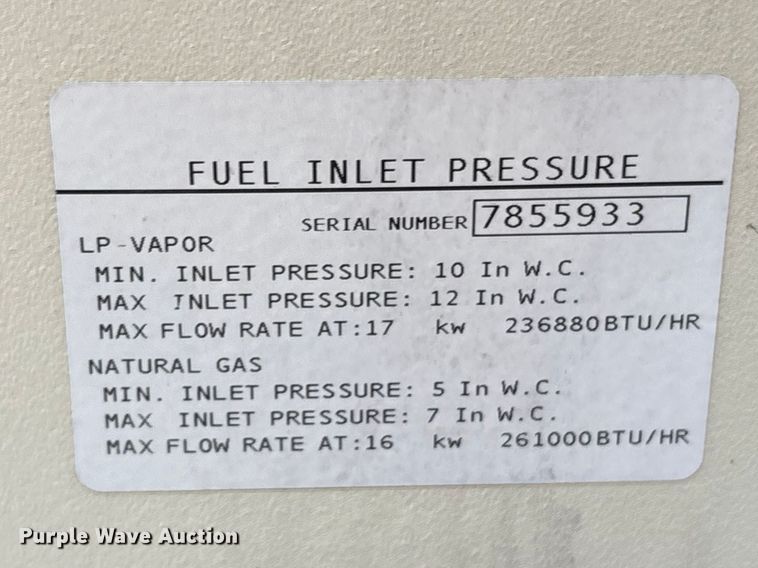 FUEL INLET PRESSURE
SERIAL NUMBER 7855933
LP-VAPOR
MIN. INLET PRESSURE: 10 In W.C.
MAX INLET PRESSURE: 12 In W.C.
MAX FLOW RATE AT:17 kw 236880BTU/HR
NATURAL GAS
MIN. INLET PRESSURE: 5 In W.C.
MAX INLET PRESSURE: 7 In W.C.
MAX FLOW RATE AT:16 kw 261000BTU/HR
Purple Wave Auction